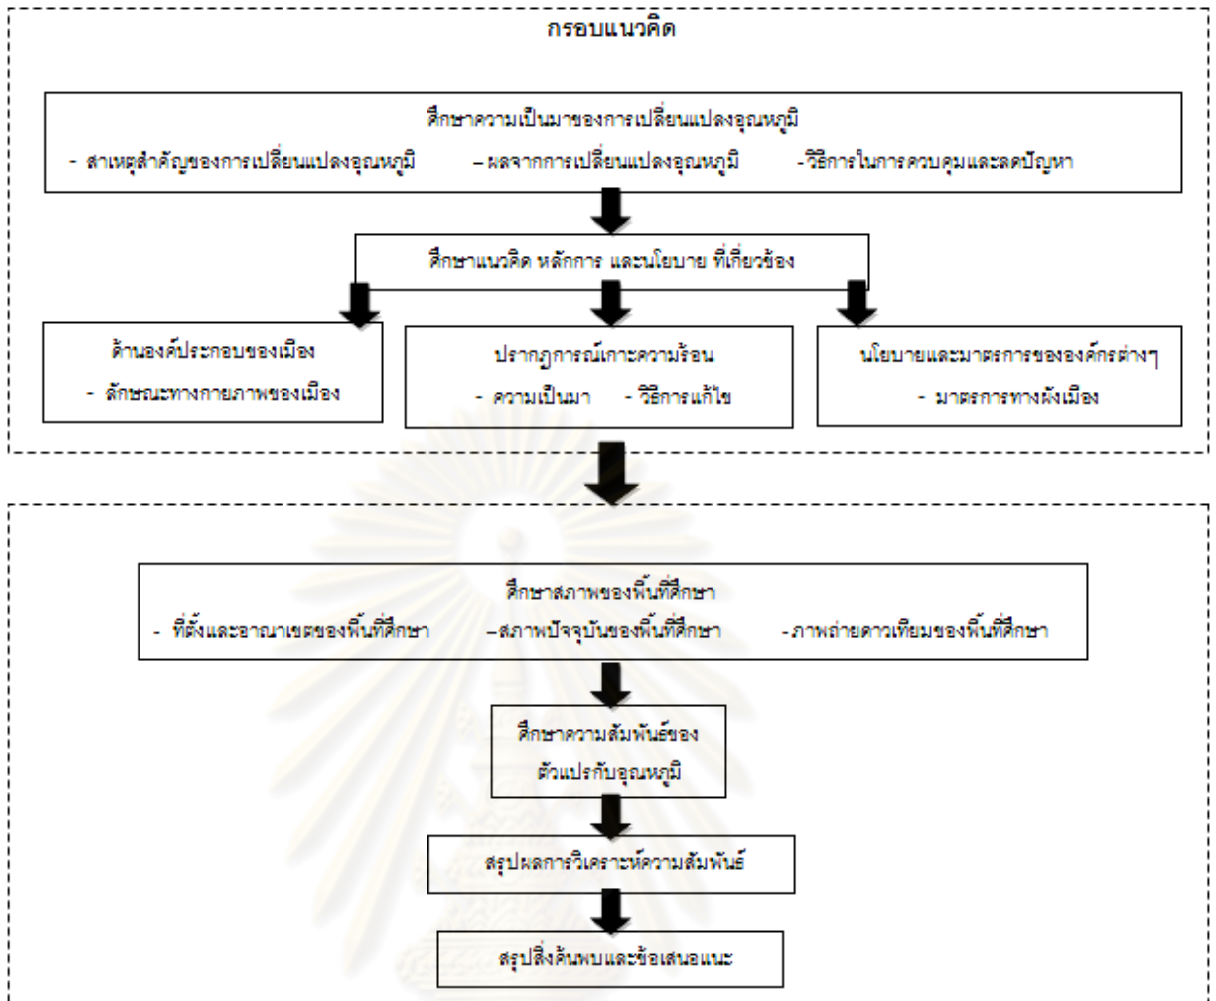 กรอบแนวคิด
ศึกษาความเป็นมาของการเปลี่ยนแปลงอุณหภูมิ
- สาเหตุสำคัญของการเปลี่ยนแปลงอุณหภูมิ –ผลจากการเปลี่ยนแปลงอุณหภูมิ -วิธีการในการควบคุมและลดปัญหา
ศึกษาแนวคิด หลักการ และนโยบาย ที่เกี่ยวข้อง
ด้านองค์ประกอบของเมือง
- ลักษณะทางกายภาพของเมือง
ปรากฏการณ์เกาะความร้อน
- ความเป็นมา - วิธีการแก้ไข
นโยบายและมาตรการขององค์กรต่างๆ
- มาตรการทางผังเมือง
ศึกษาสภาพของพื้นที่ศึกษา
- ที่ตั้งและอาณาเขตของพื้นที่ศึกษา –สภาพปัจจุบันของพื้นที่ศึกษา -ภาพถ่ายดาวเทียมของพื้นที่ศึกษา
ศึกษาความสัมพันธ์ของ
ตัวแปรกับอุณหภูมิ
สรุปผลการวิเคราะห์ความสัมพันธ์
สรุปสิ่งค้นพบและข้อเสนอแนะ